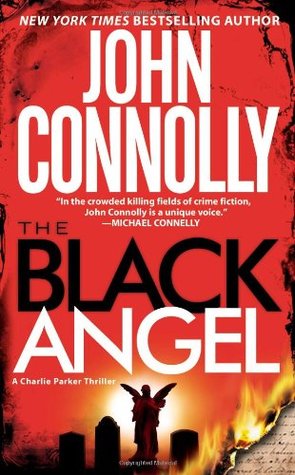 NEW YORK TIMES BESTSELLING AUTHOR
JOHN
CONNOLLY
"In the crowded killing fields of crime fiction,
John Connolly is a unique voice."
—MICHAEL CONNELLY
THE
BLACK
ANGEL
A Charlie Parker Thriller